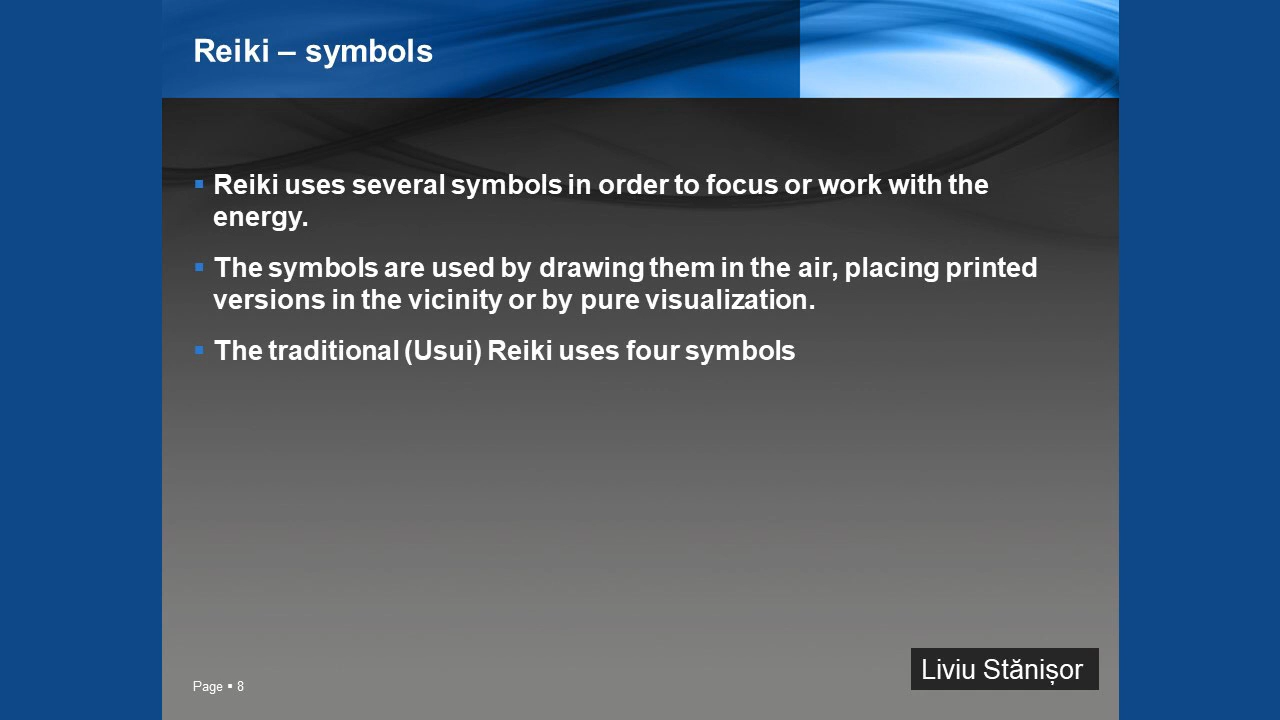 Reiki – symbols
▪ Reiki uses several symbols in order to focus or work with the
energy.
▪ The symbols are used by drawing them in the air, placing printed
versions in the vicinity or by pure visualization.
▪ The traditional (Usui) Reiki uses four symbols
Liviu Stănișor
Page ▪ 8